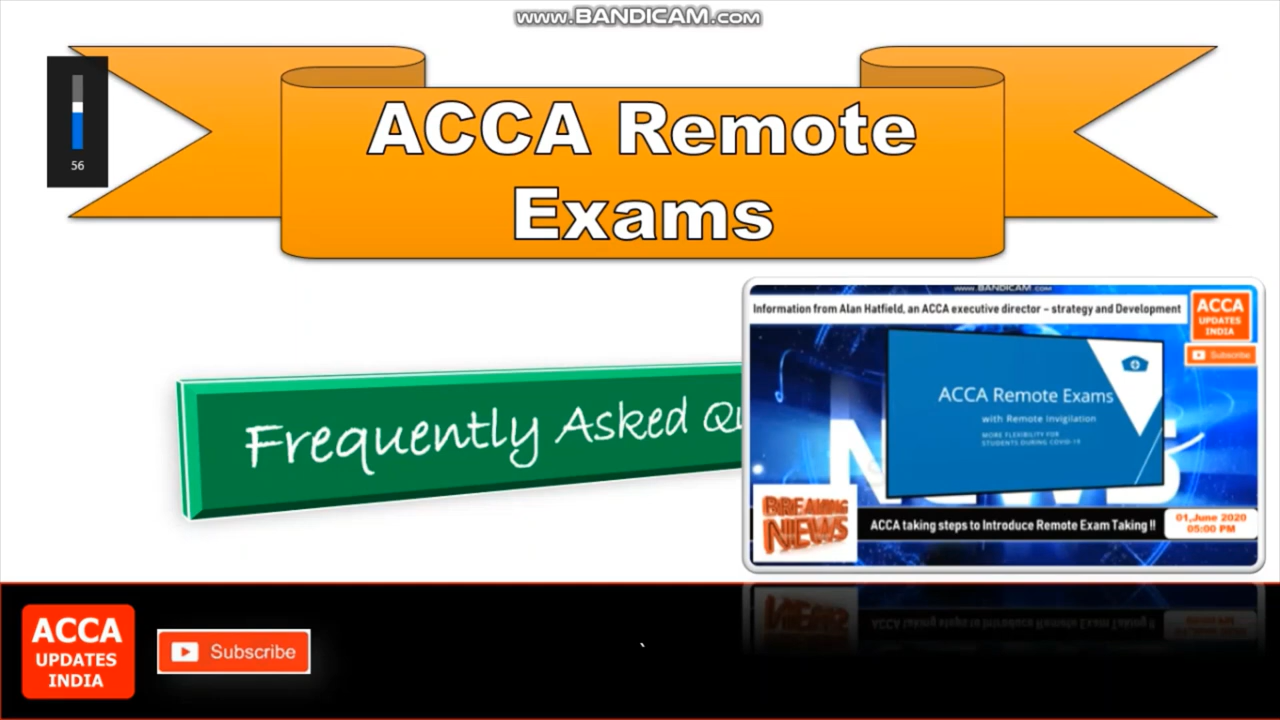 www.BANDICAM.com
ACCA Remote
Exams
56
www.BANDICAM.com
Information from Alan Hatfield, an ACCA executive director – strategy and Development
ACCA
UPDATES
INDIA
Subscribe
ACCA Remote Exams
with Remote Invigilation
MORE FLEXIBILITY FOR
STUDENTS DURING COVID-19
Frequently Asked Qu
BREAKING
NEWS
ACCA taking steps to Introduce Remote Exam Taking !!
01,June 2020
05:00 PM
ACCA
UPDATES
INDIA
Subscribe